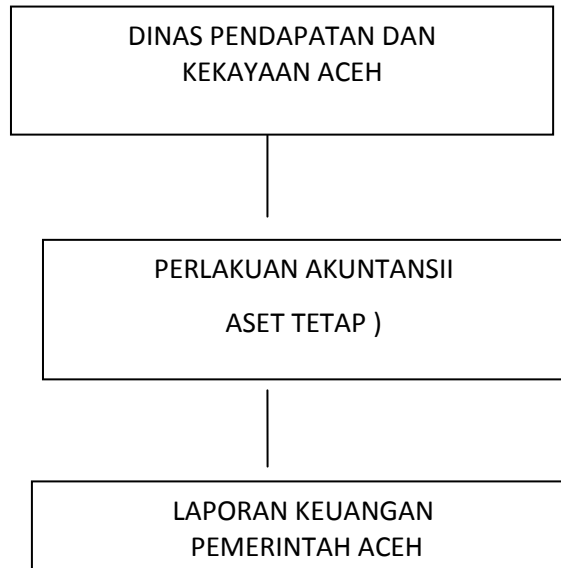 DINAS PENDAPATAN DAN
KEKAYAAN ACEH
PERLAKUAN AKUNTANSII
ASET TETAP )
LAPORAN KEUANGAN
PEMERINTAH ACEH